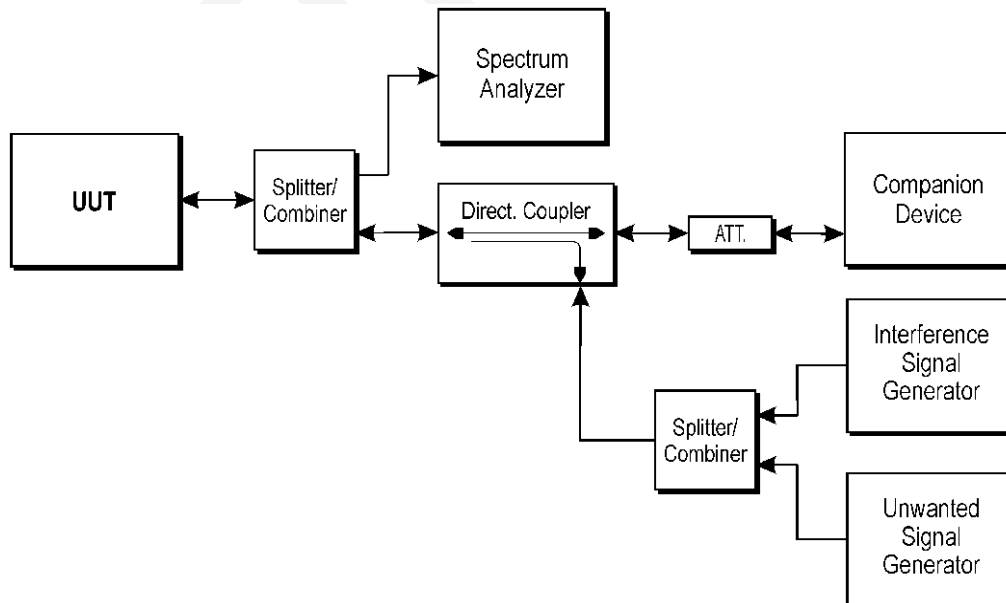 Spectrum
Analyzer
UUT
Splitter/
Combiner
Direct. Coupler
ATT.
Companion
Device
Interference
Signal
Generator
Splitter/
Combiner
Unwanted
Signal
Generator